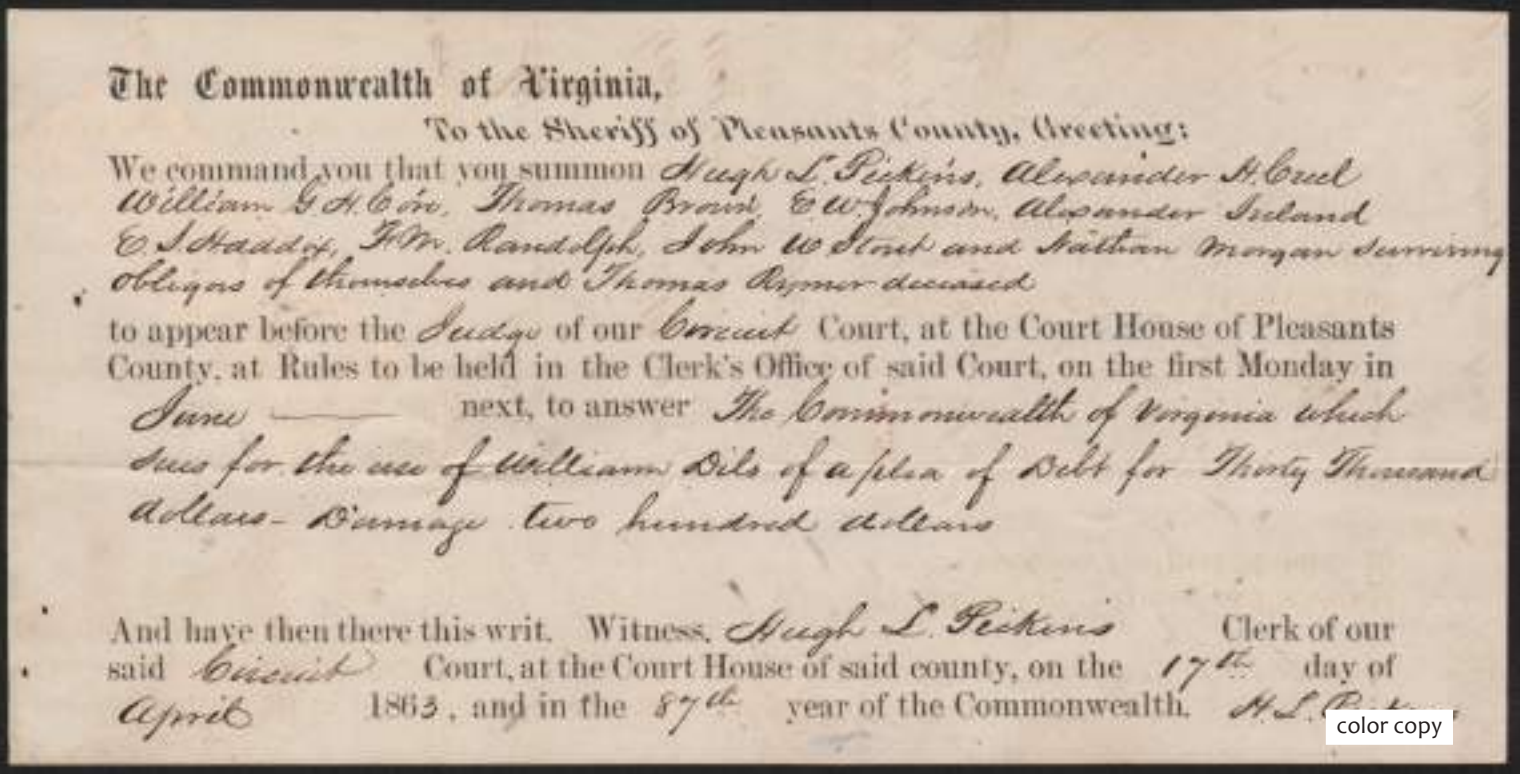 The Commonwealth of Virginia,
To the Sheriff of Pleasants County, Greeting:
We command you that you summon Hugh L. Pickins, Alexander H. Creel
William G. H. Core, Thomas Brown, E W Johnson, Alexander Ireland
E. S. Haddox, F. M. Randolph, John W Stout and Nathan Morgan surviving
obligors of themselves and Thomas Rymer deceased
to appear before the Judge of our Circuit Court, at the Court House of Pleasants
County, at Rules to be held in the Clerk's Office of said Court, on the first Monday in
June next, to answer The Commonwealth of Virginia which
sues for the use of William Dils of a plea of Debt for Thirty Thousand
dollars - Damage two hundred dollars
And have then there this writ. Witness, Hugh L. Pickins Clerk of our
said Circuit Court, at the Court House of said county, on the 17th day of
April 1863, and in the 87th year of the Commonwealth. H. L.
color copy